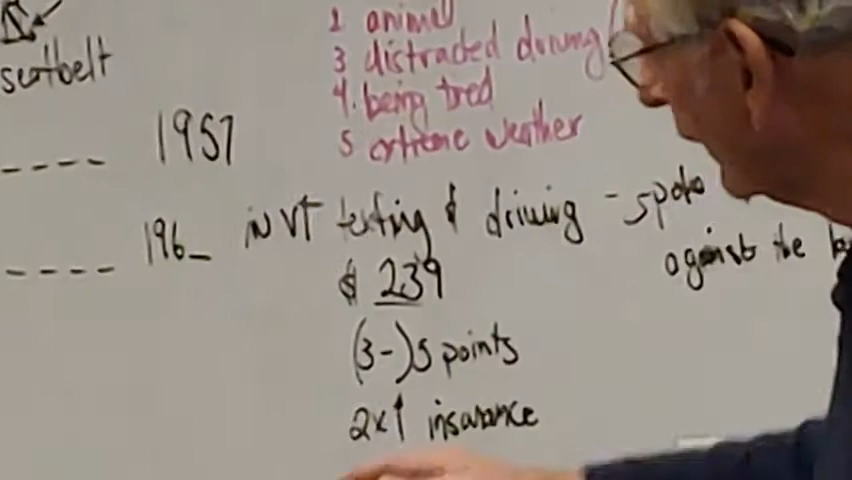 2 animal
3 distracted driving
seatbelt
4. being tred
5 extreme weather
---- 1957
---- 196_ in VT texting & driving - spoke
against the
$ 239
(3-)5 points
2x↑ insurance